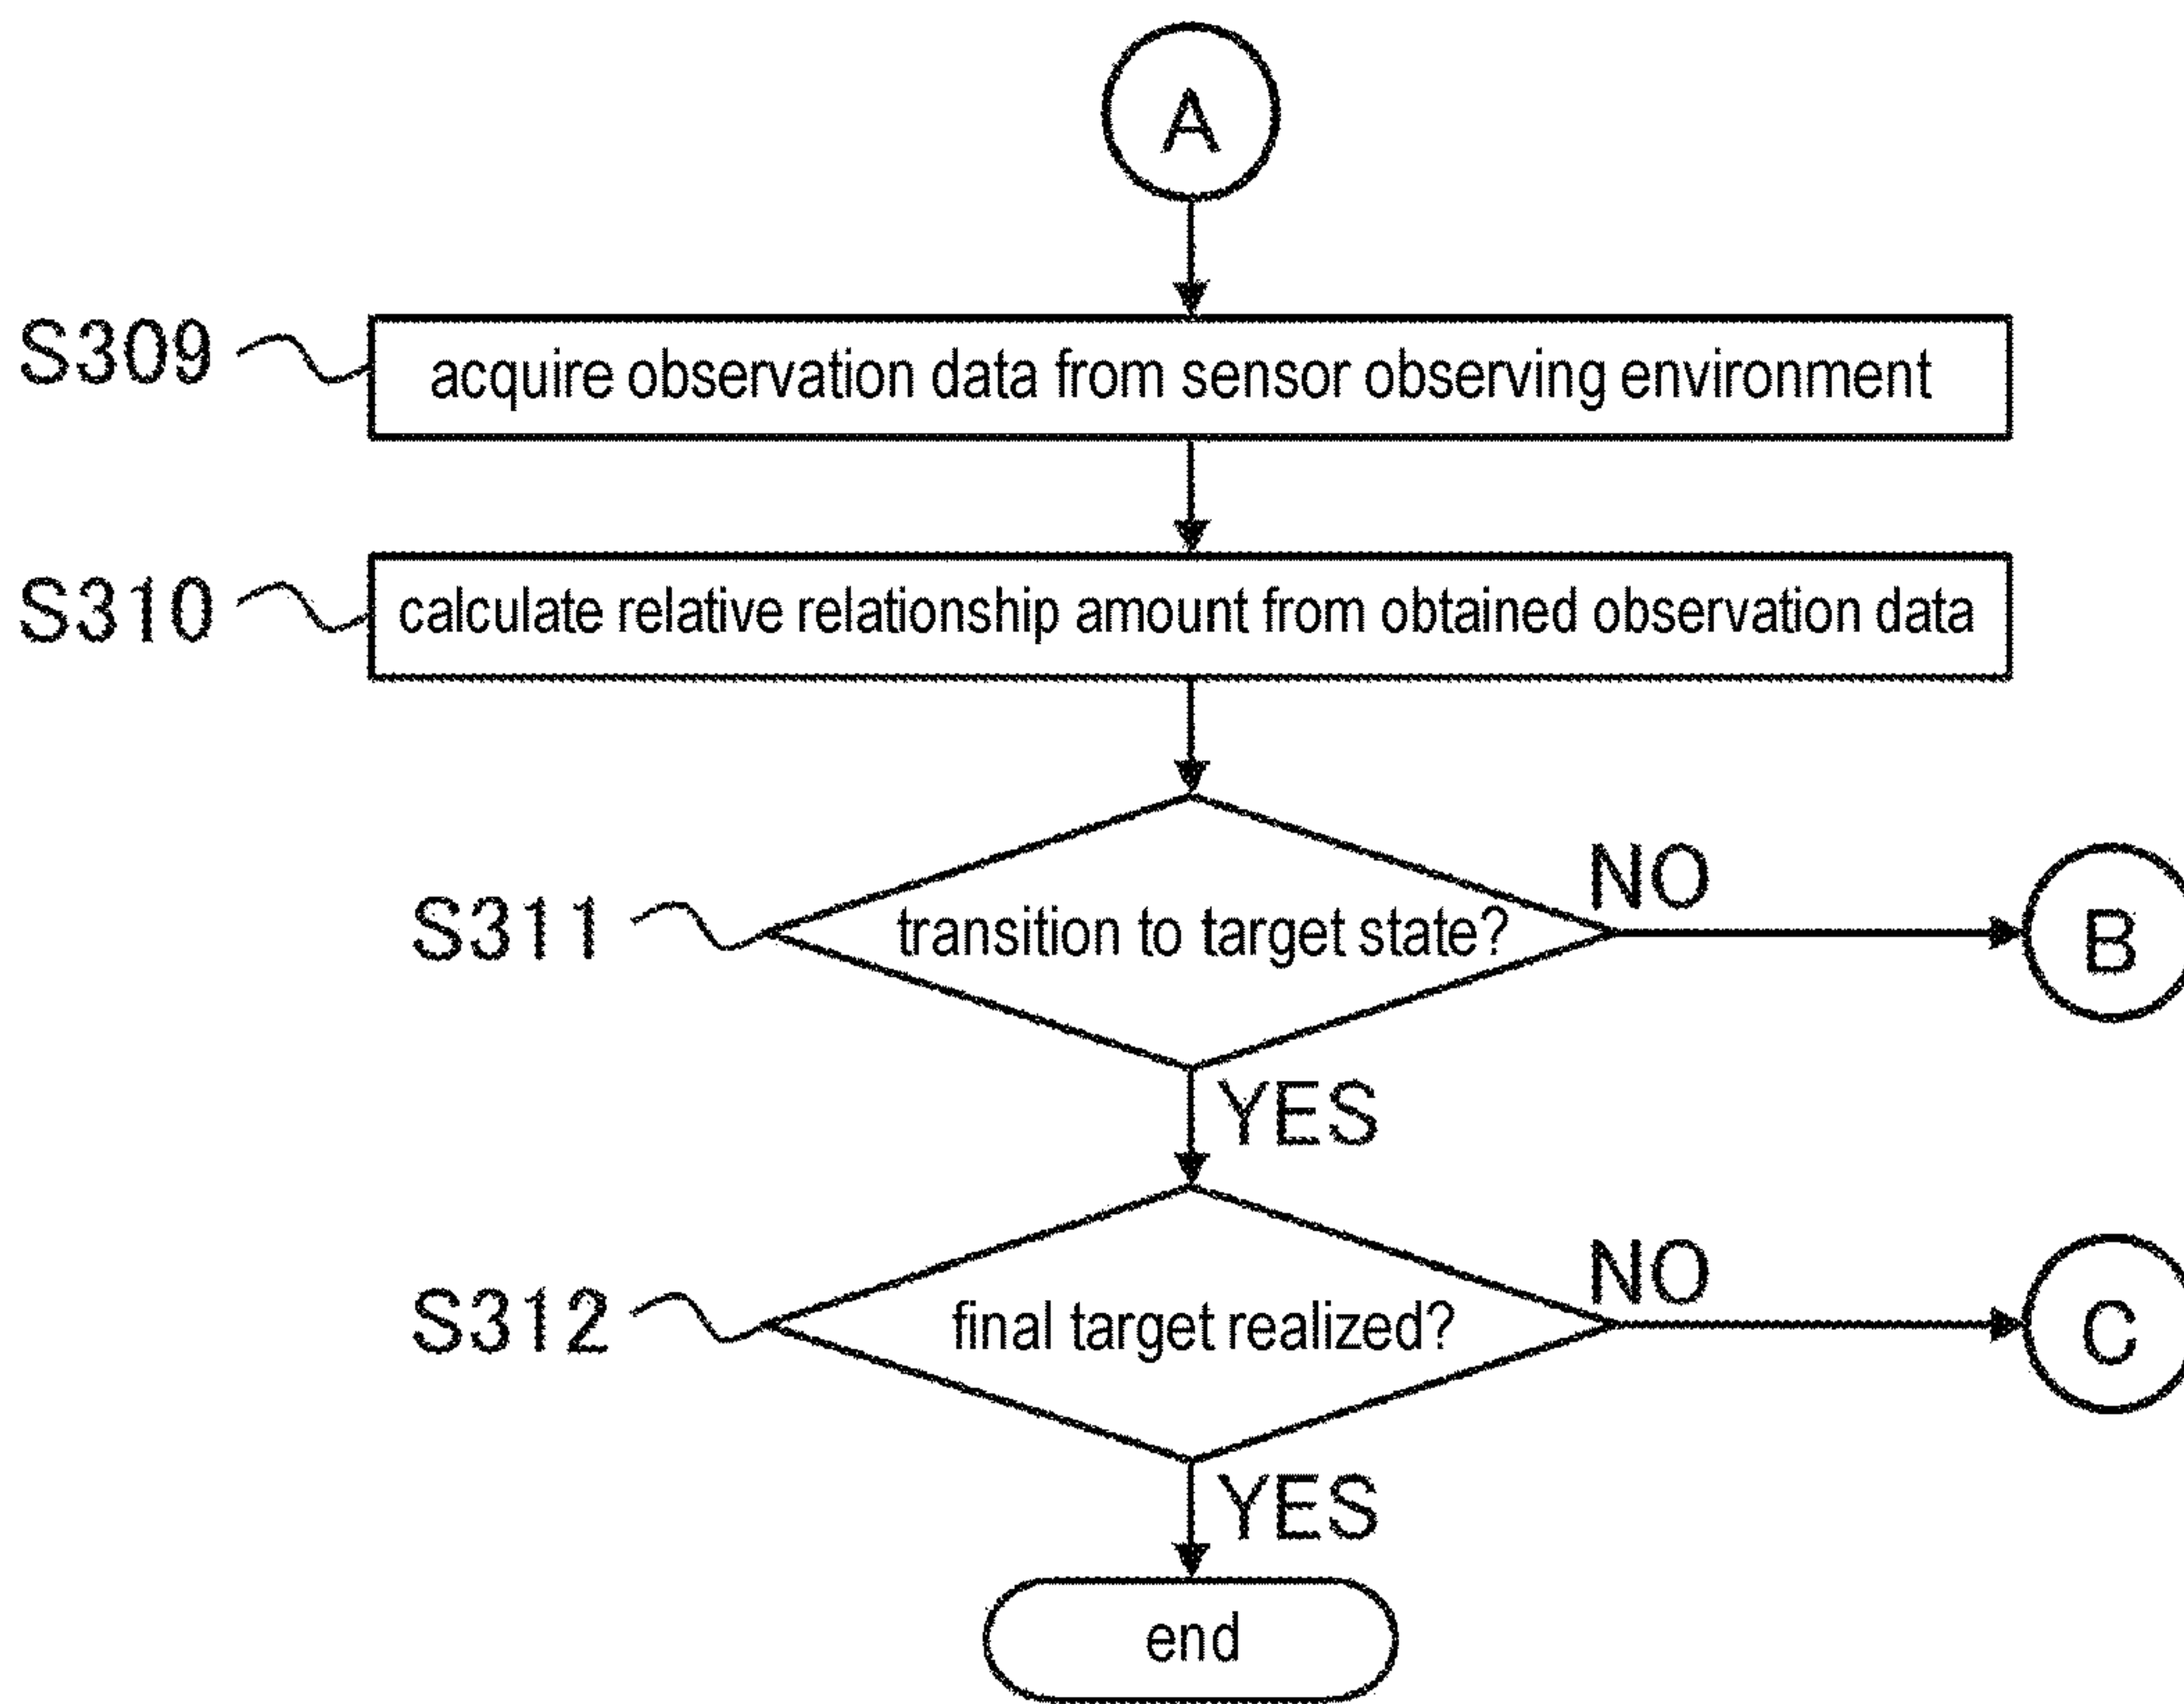 A
S309
acquire observation data from sensor observing environment
S310
calculate relative relationship amount from obtained observation data
S311
transition to target state?
NO
B
YES
S312
final target realized?
NO
C
YES
end